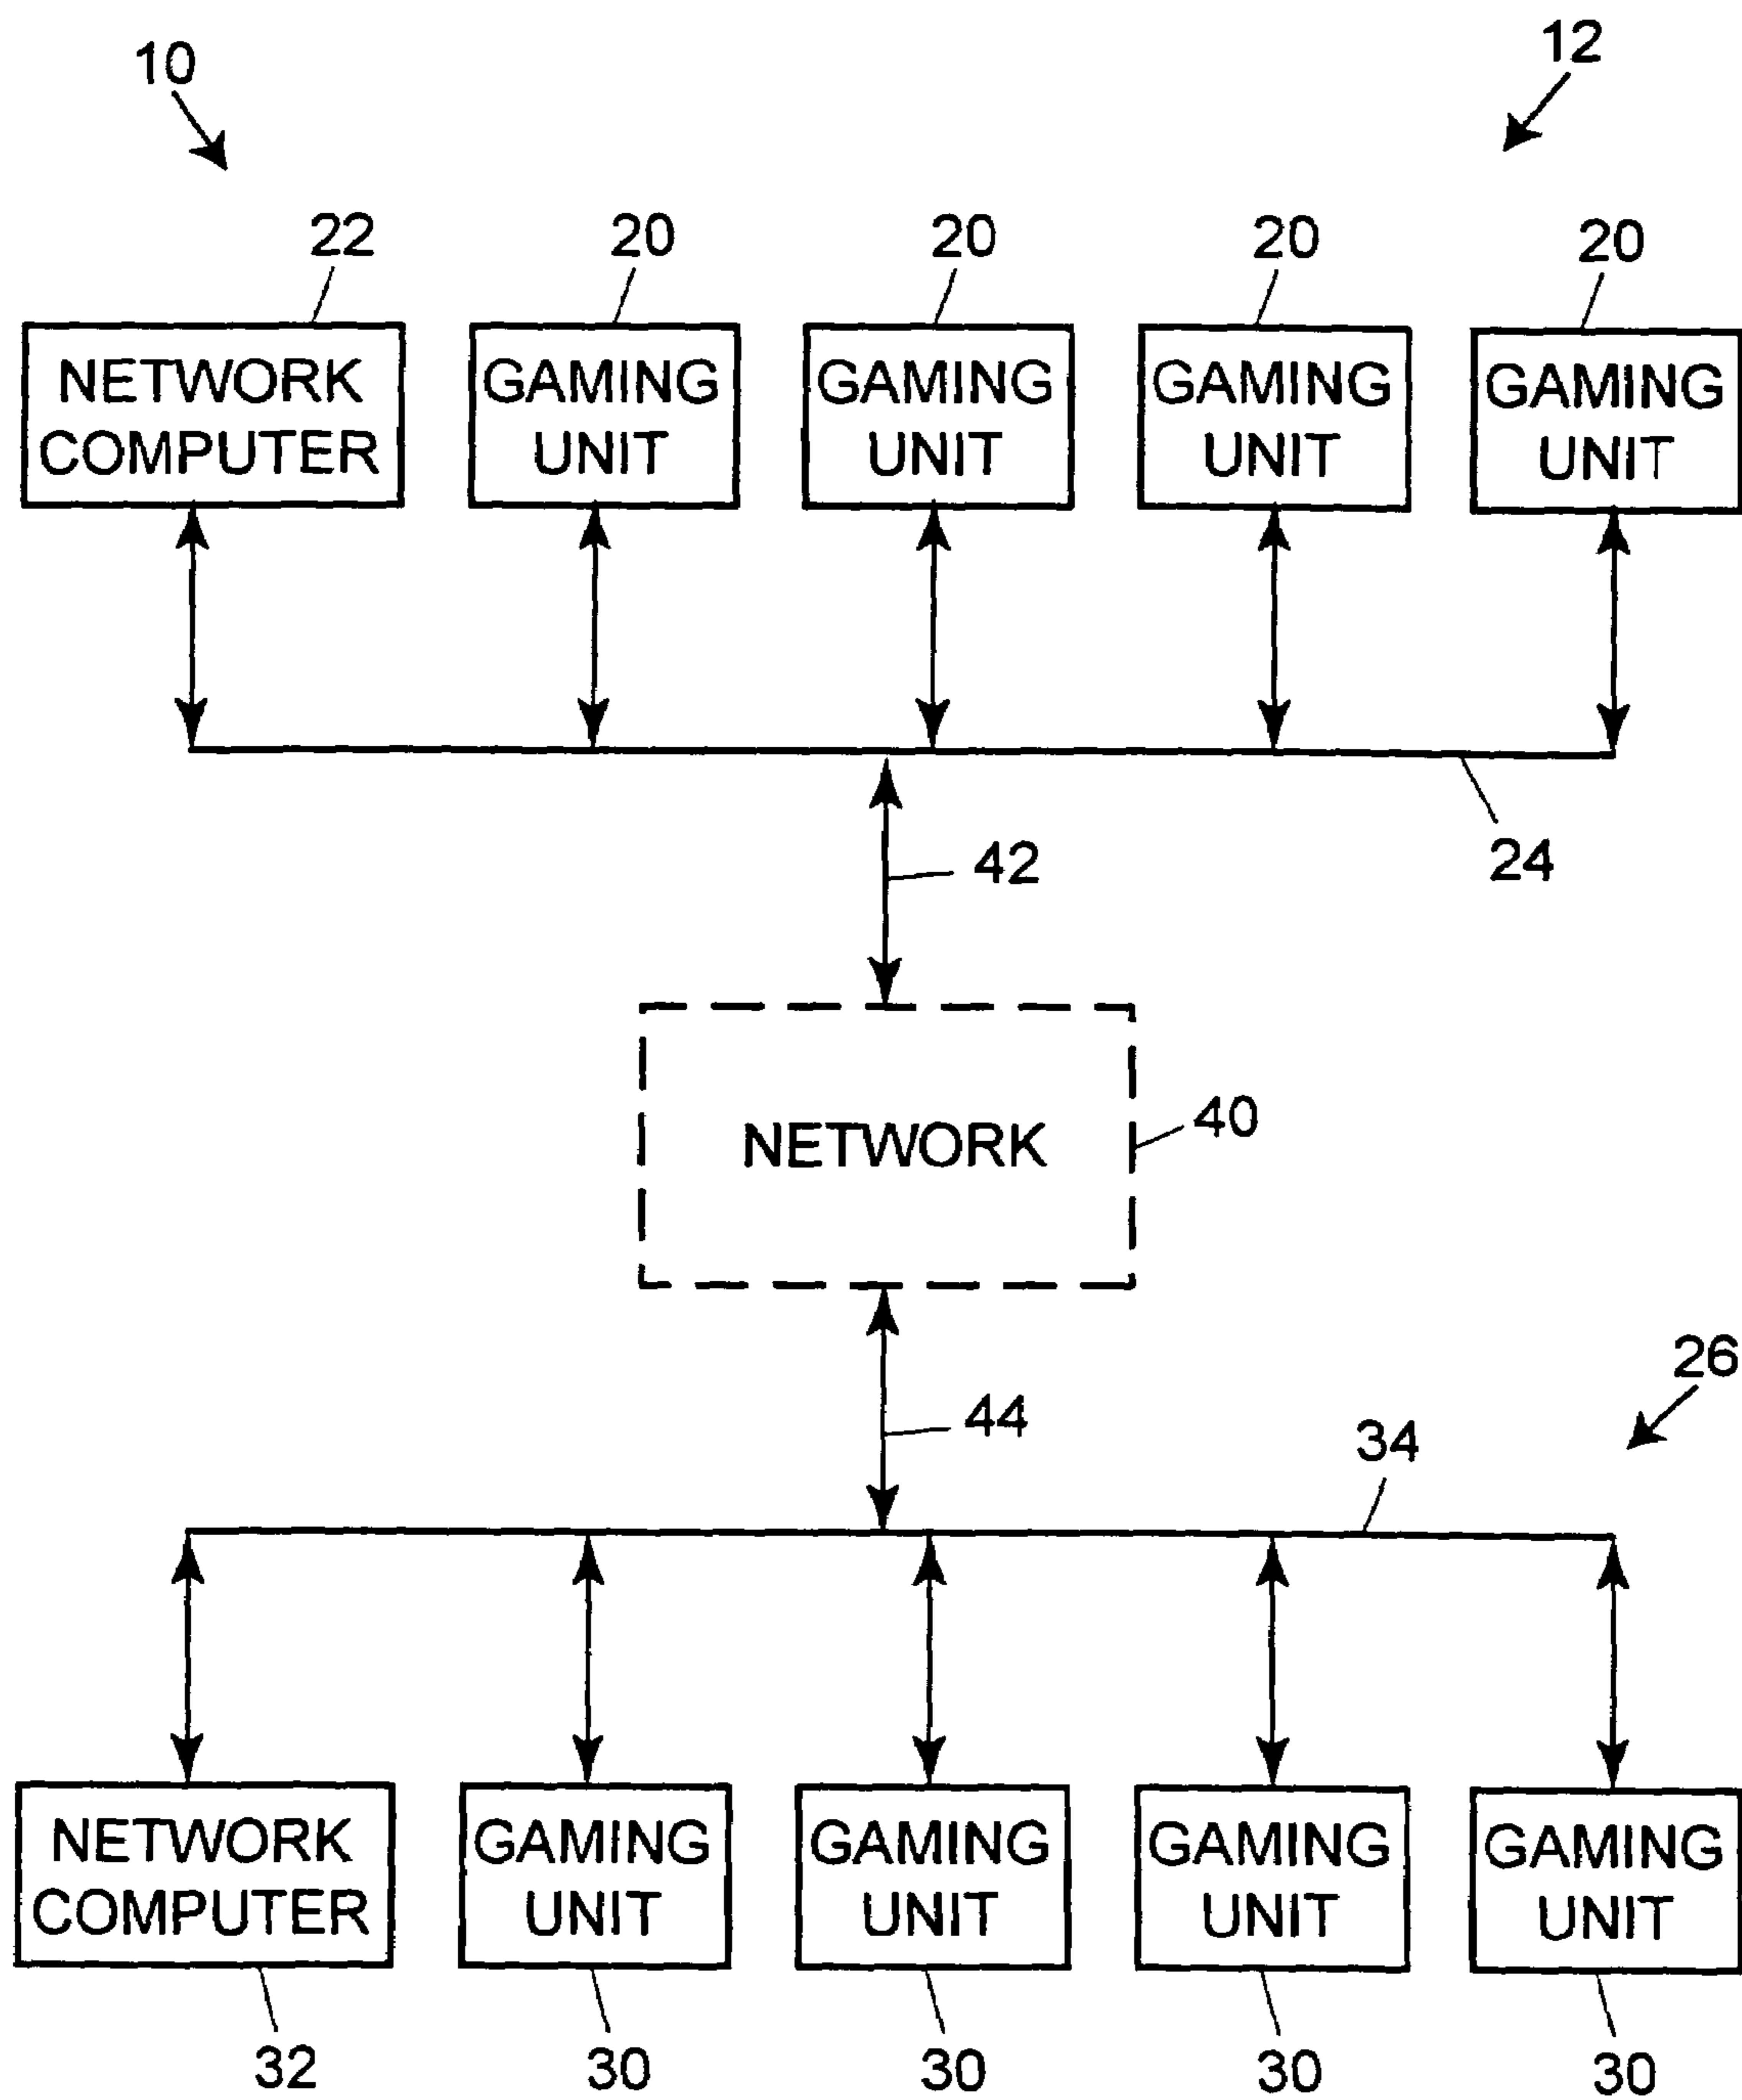 10
12
22
20
20
20
20
NETWORK
COMPUTER
GAMING
UNIT
GAMING
UNIT
GAMING
UNIT
GAMING
UNIT
24
42
NETWORK
40
26
44
34
NETWORK
COMPUTER
GAMING
UNIT
GAMING
UNIT
GAMING
UNIT
GAMING
UNIT
32
30
30
30
30